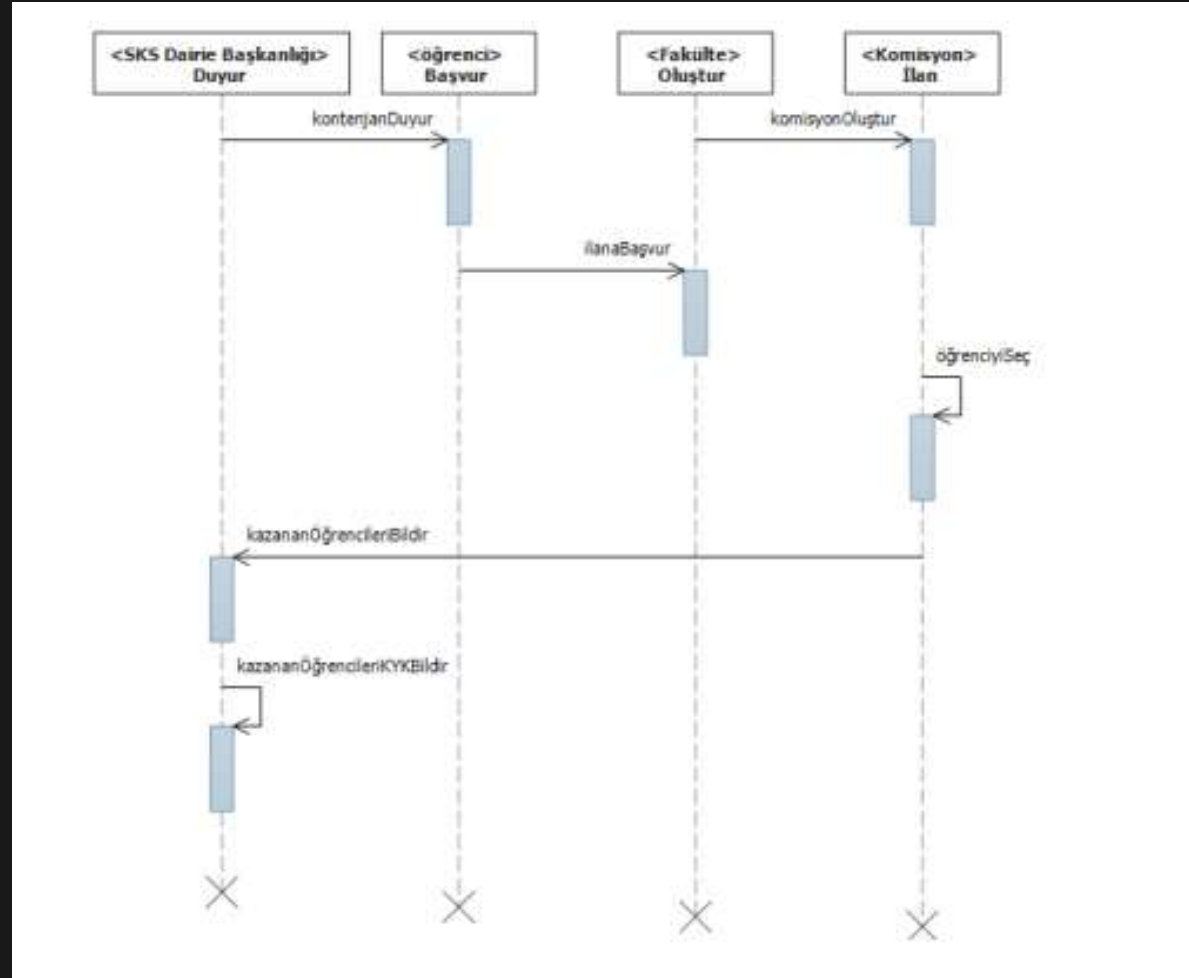 <SKS Dairie Başkanlığı>
Duyur
<öğrenci>
Başvur
<Fakülte>
Oluştur
<Komisyon>
İlan
kontenjanDuyur
komisyonOluştur
ilanaBaşvur
öğrenciyiSeç
kazananÖğrencileriBildir
kazananÖğrencileriKYKBildir